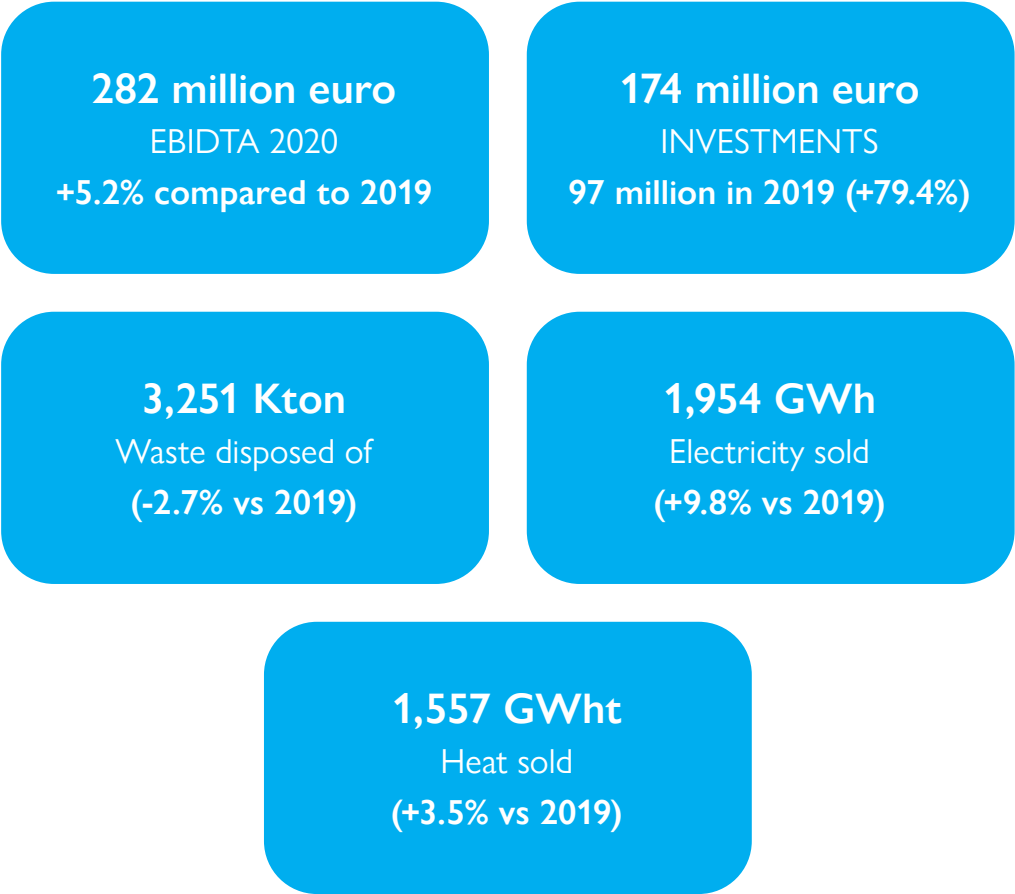 282 million euro
EBIDTA 2020
+5.2% compared to 2019
174 million euro
INVESTMENTS
97 million in 2019 (+79.4%)
3,251 Kton
Waste disposed of
(-2.7% vs 2019)
1,954 GWh
Electricity sold
(+9.8% vs 2019)
1,557 GWht
Heat sold
(+3.5% vs 2019)